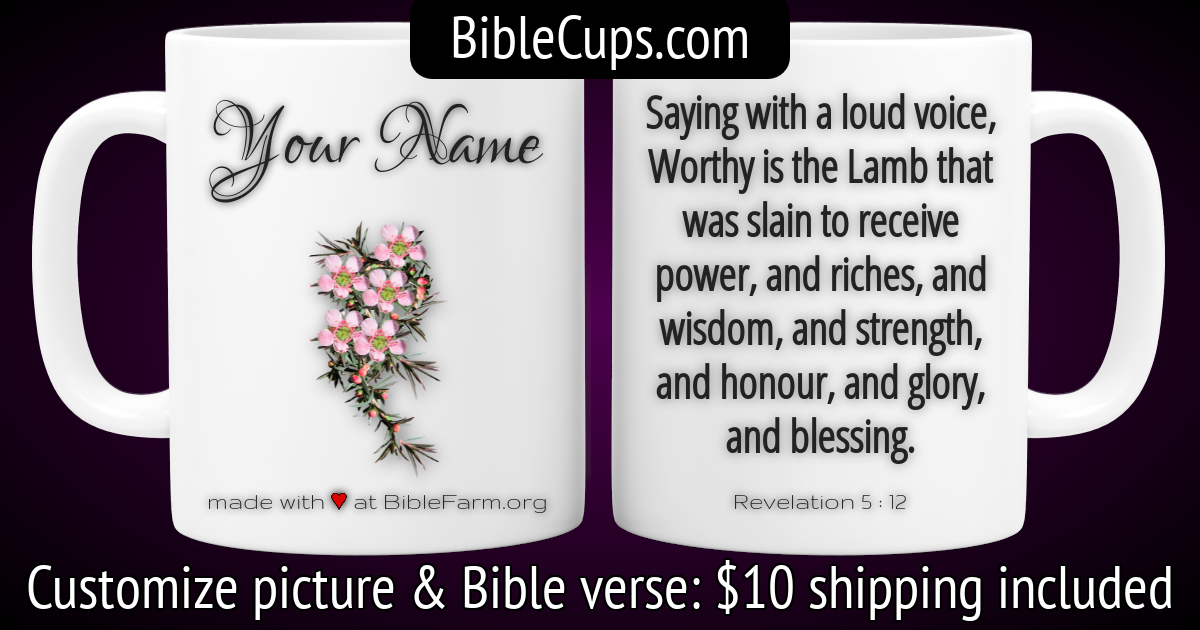 BibleCups.com
Your Name
made with ♥ at BibleFarm.org
Saying with a loud voice,
Worthy is the Lamb that
was slain to receive
power, and riches, and
wisdom, and strength,
and honour, and glory,
and blessing.
Revelation 5 : 12
Customize picture & Bible verse: $10 shipping included